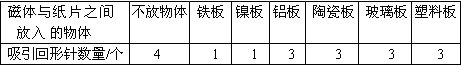 磁体与纸片之间放入的物体 不放物体 铁板 镍板 铝板 陶瓷板 玻璃板 塑料板
吸引回形针数量/个 4 1 1 3 3 3 3